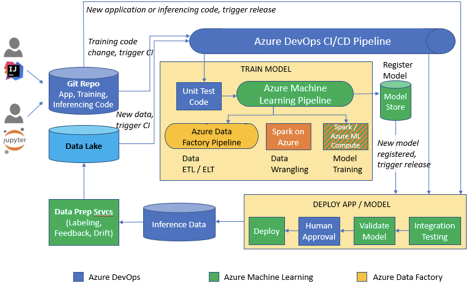 New application or inferencing code, trigger release
Training code
change, trigger CI
Azure DevOps CI/CD Pipeline
Git Repo
App, Training,
Inferencing Code
TRAIN MODEL
Register
Model
Unit Test
Code
Azure Machine
Learning Pipeline
Model
Store
New data,
trigger CI
Azure Data
Factory Pipeline
Spark on
Azure
Spark /
Azure ML
Compute
jupyter
Data Lake
Data
ETL / ELT
Data
Wrangling
Model
Training
New model
registered,
trigger release
DEPLOY APP / MODEL
Data Prep Srvcs
(Labeling,
Feedback, Drift)
Inference Data
Deploy
Human
Approval
Validate
Model
Integration
Testing
Azure DevOps
Azure Machine Learning
Azure Data Factory